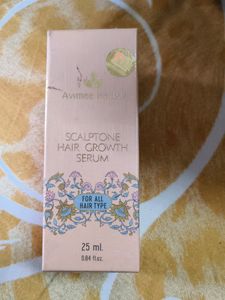 SCALPTONE
HAIR GROWTH
SERUM
FOR ALL
HAIR TYPE
25 ml.
0.84 fl.oz.